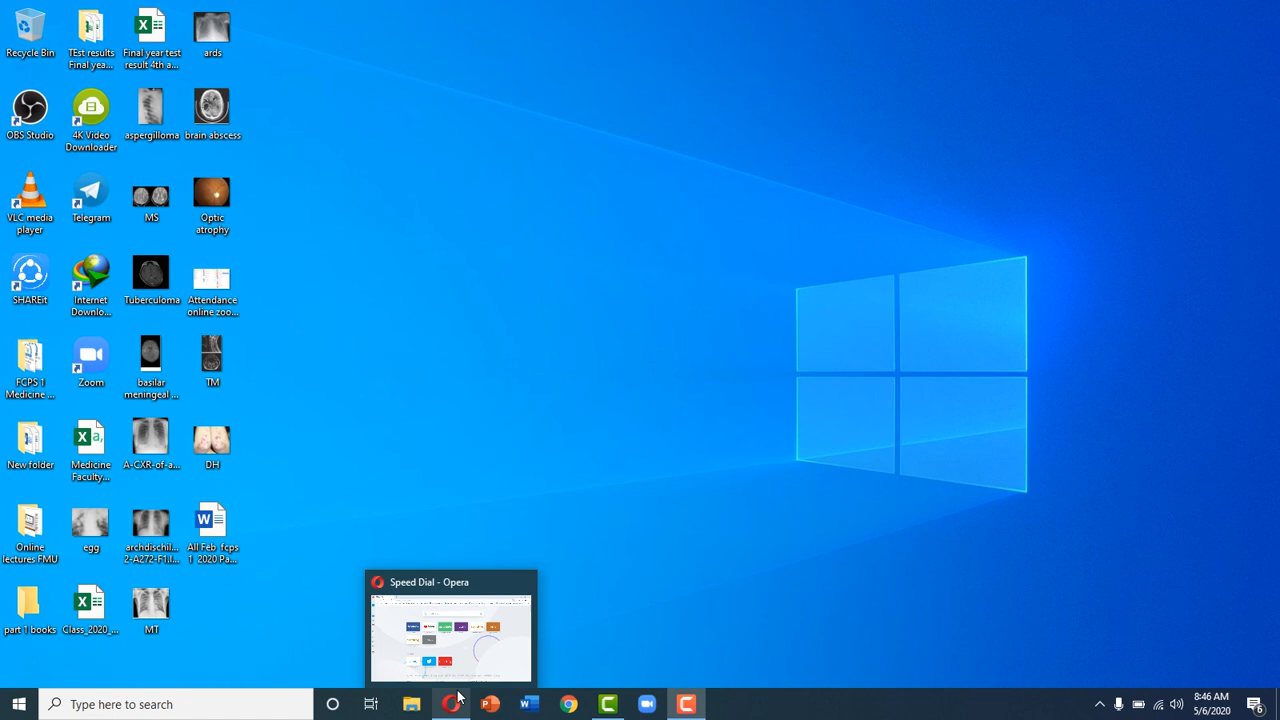 Recycle Bin
TEst results
Final yea...
Final year test
result 4th a...
ards
OBS Studio
4K Video
Downloader
aspergilloma
brain abscess
VLC media
player
Telegram
MS
Optic
atrophy
SHAREit
Internet
Downlo...
Tuberculoma
Attendance
online zoo...
FCPS 1
Medicine ...
Zoom
basilar
meningeal ...
TM
New folder
Medicine
Faculty...
A-CXR-of-a...
DH
Online
lectures FMU
egg
archdischil...
2-A272-F1.l...
All Feb fcps
1 2020 Pa...
part 1 books
Class_2020_...
MT
Speed Dial - Opera
Type here to search
8:46 AM
5/6/2020
6